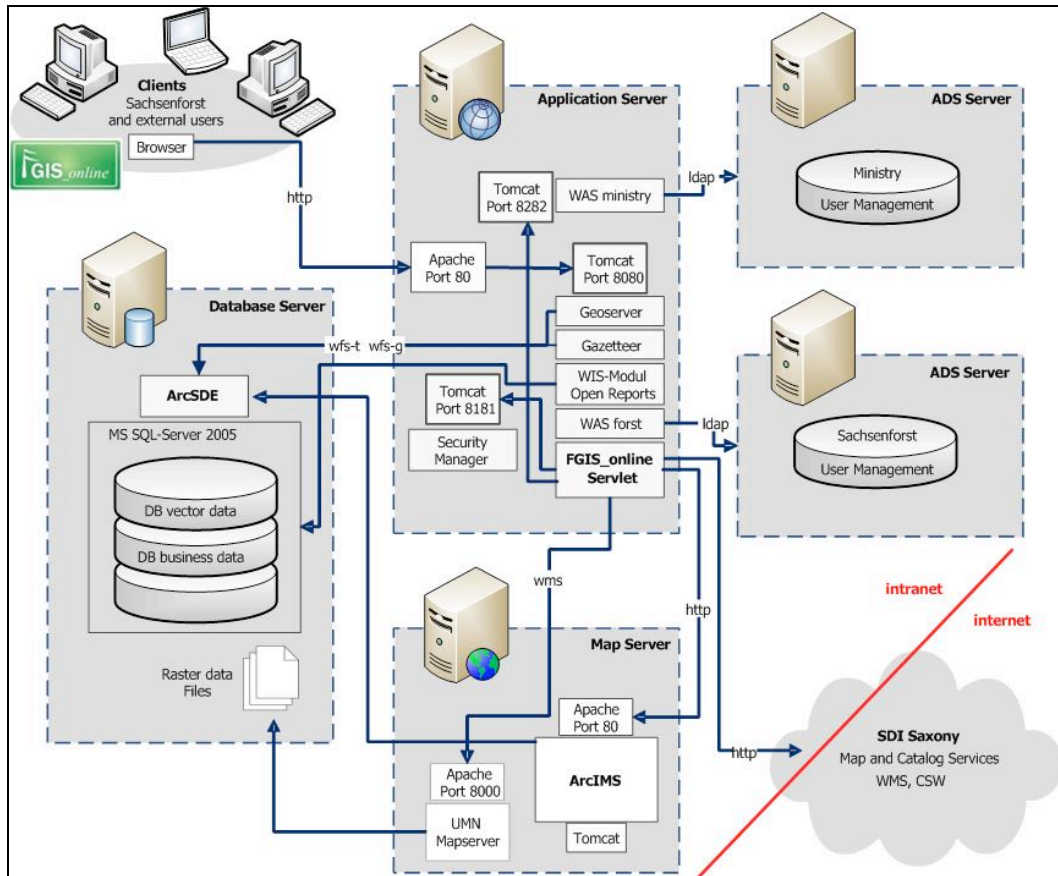 Clients
Sachsenforst
and external users
Browser
FGIS_online
http
Application Server
Tomcat
Port 8282
WAS ministry
ldap
ADS Server
Ministry
User Management
Apache
Port 80
Tomcat
Port 8080
Geoserver
Gazetteer
WIS-Modul
Open Reports
WAS forst
FGIS_online
Servlet
Tomcat
Port 8181
Security
Manager
wfs-t wfs-g
ldap
ADS Server
Sachsenforst
User Management
Database Server
ArcSDE
MS SQL-Server 2005
DB vector data
DB business data
Raster data
Files
wms
http
Map Server
Apache
Port 80
ArcIMS
Tomcat
Apache
Port 8000
UMN
Mapserver
intranet
internet
http
SDI Saxony
Map and Catalog Services
WMS, CSW